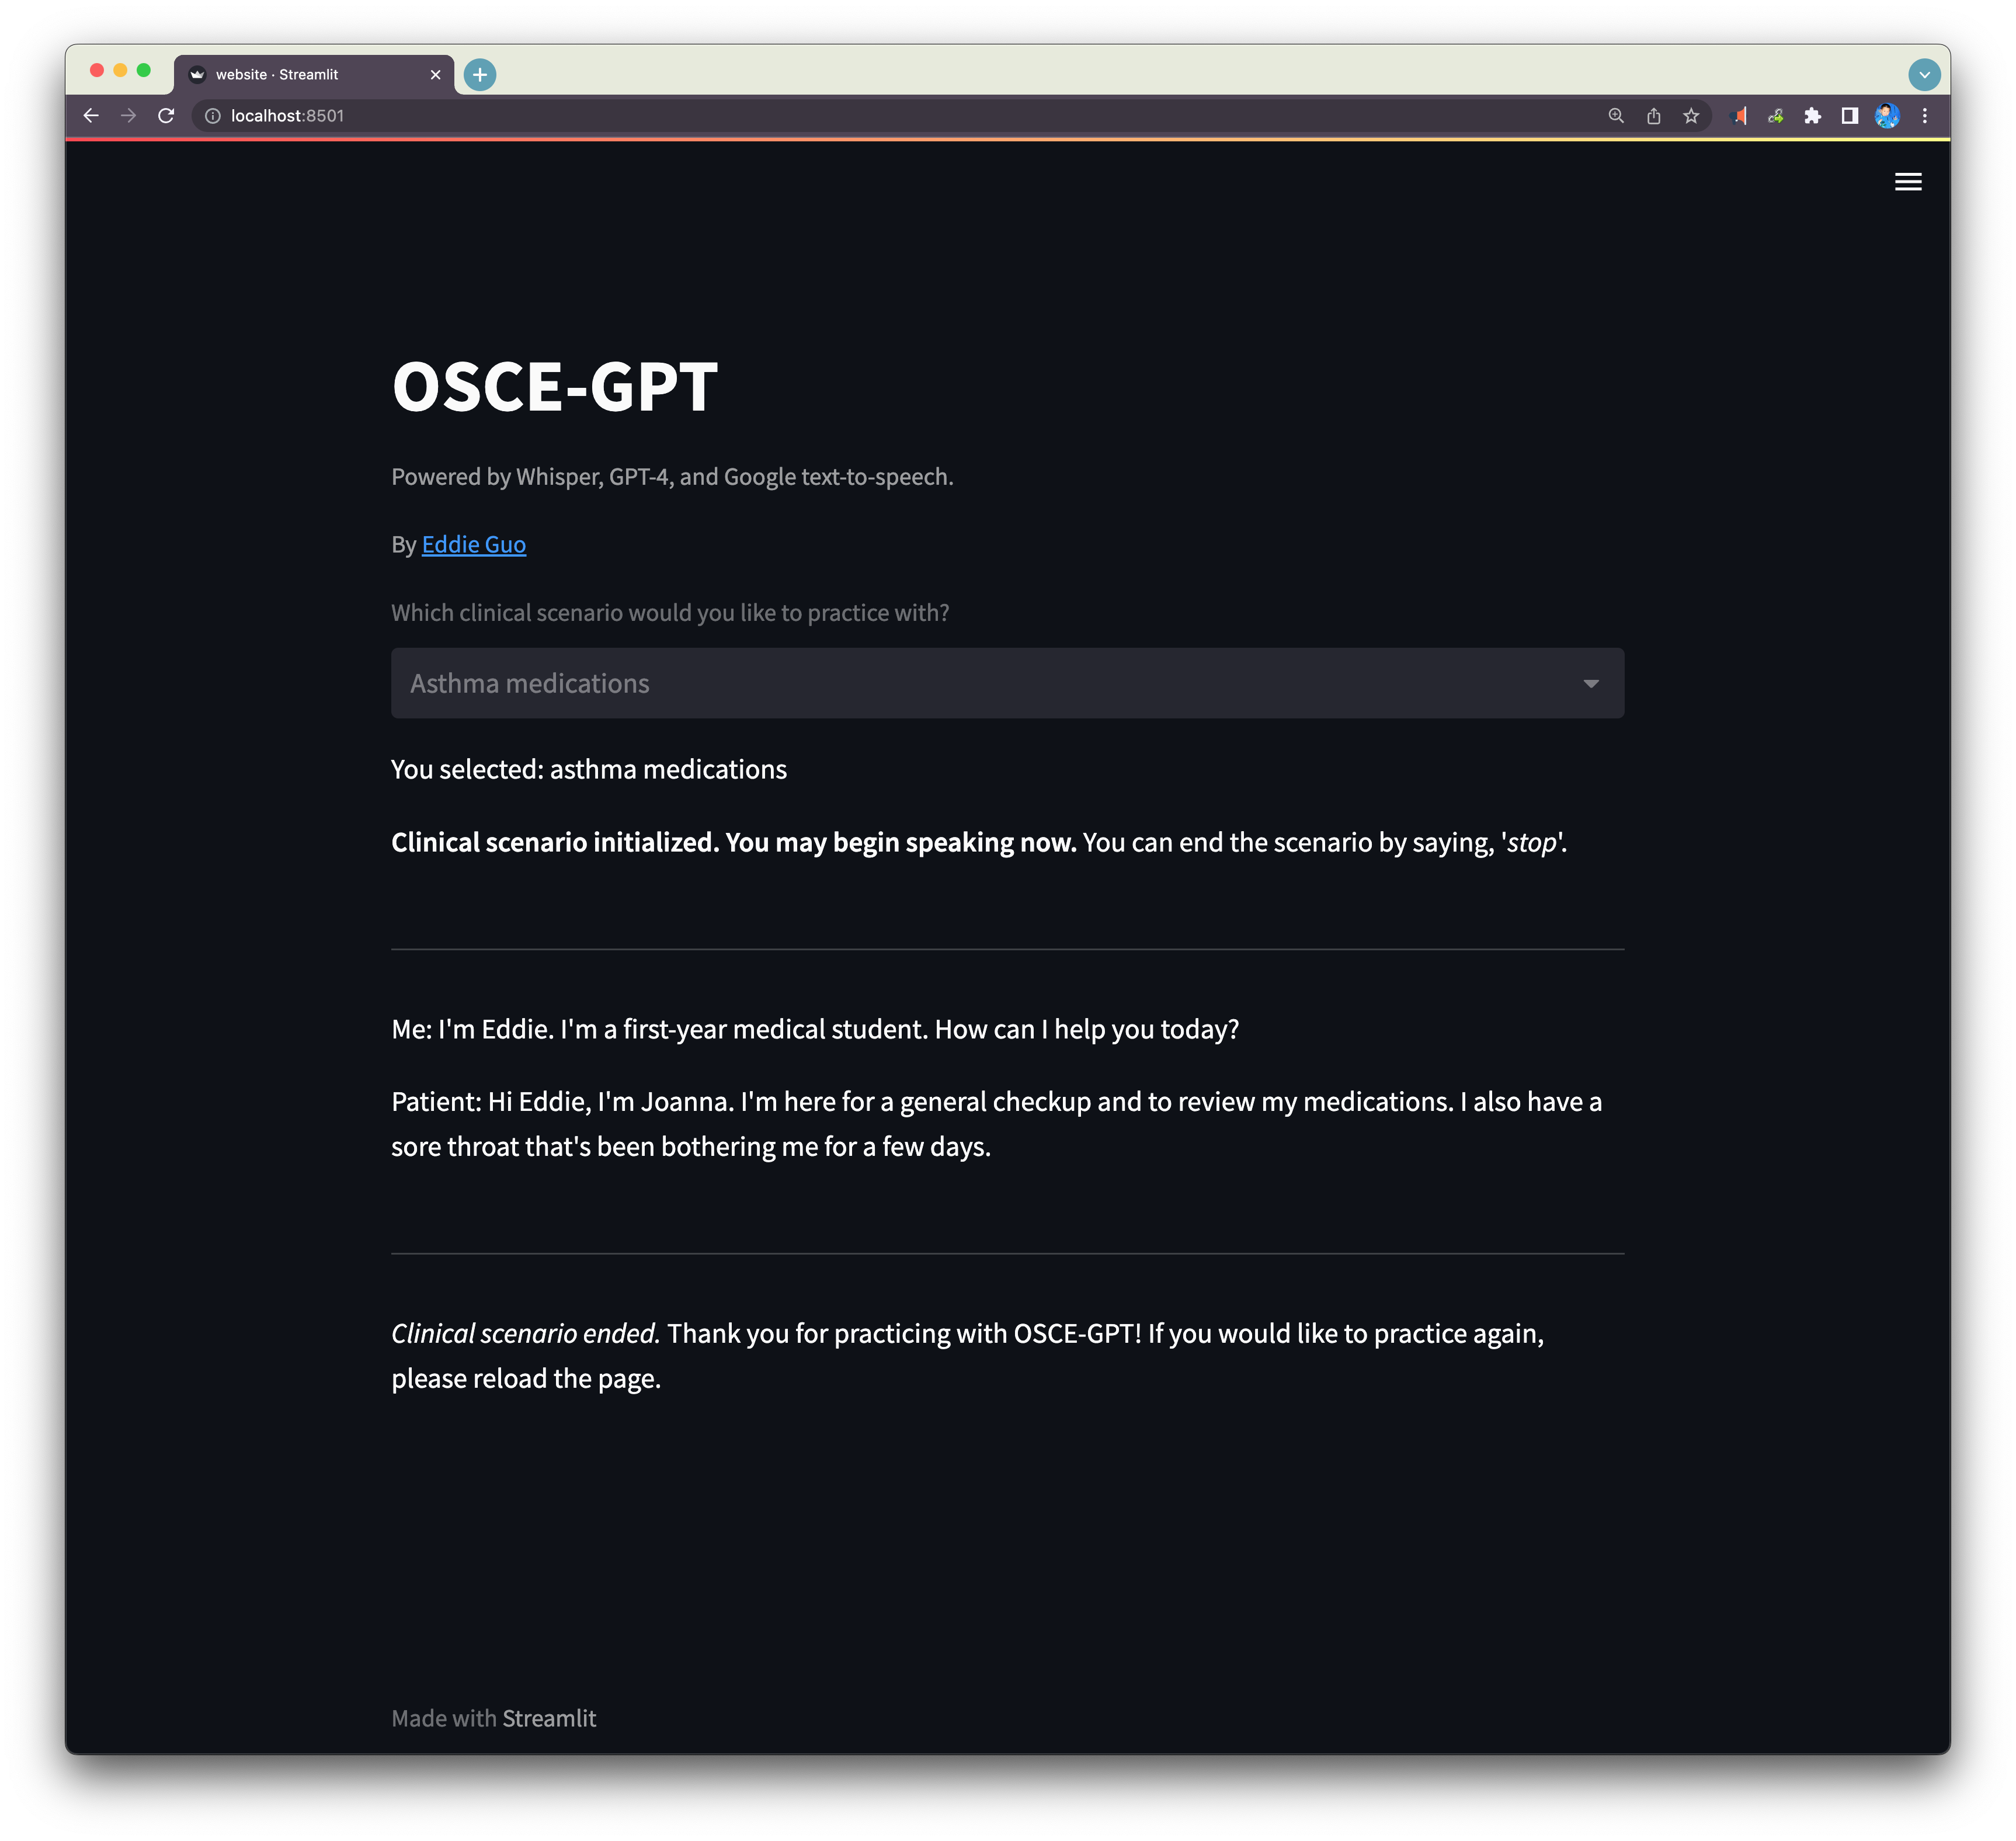 website · Streamlit
localhost:8501
OSCE-GPT
Powered by Whisper, GPT-4, and Google text-to-speech.
By Eddie Guo
Which clinical scenario would you like to practice with?
Asthma medications
You selected: asthma medications
Clinical scenario initialized. You may begin speaking now. You can end the scenario by saying, 'stop'.
Me: I'm Eddie. I'm a first-year medical student. How can I help you today?
Patient: Hi Eddie, I'm Joanna. I'm here for a general checkup and to review my medications. I also have a
sore throat that's been bothering me for a few days.
Clinical scenario ended. Thank you for practicing with OSCE-GPT! If you would like to practice again,
please reload the page.
Made with Streamlit